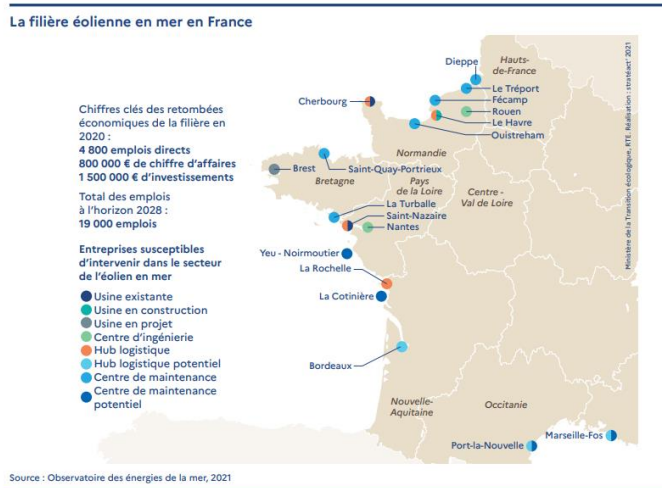 La filière éolienne en mer en France
Chiffres clés des retombées
économiques de la filière en
2020 :
4 800 emplois directs
800 000 € de chiffre d'affaires
1 500 000 € d'investissements
Total des emplois
à l'horizon 2028 :
19 000 emplois
Entreprises susceptibles
d'intervenir dans le secteur
de l'éolien en mer
Usine existante
Usine en construction
Usine en projet
Centre d'ingénierie
Hub logistique
Hub logistique potentiel
Centre de maintenance
Centre de maintenance
potentiel
Dieppe
Hauts-
de-France
Le Tréport
Cherbourg
Fécamp
Rouen
Le Havre
Ouistreham
Normandie
Brest
Saint-Quay-Portrieux
Bretagne
Pays
de la Loire
Centre -
Val de Loire
La Turballe
Saint-Nazaire
Nantes
Yeu - Noirmoutier
La Rochelle
La Cotinière
Bordeaux
Nouvelle-
Aquitaine
Occitanie
Marseille-Fos
Port-la-Nouvelle
Ministère de la Transition écologique, RTE. Réalisation : stratéact' 2021
Source : Observatoire des énergies de la mer, 2021